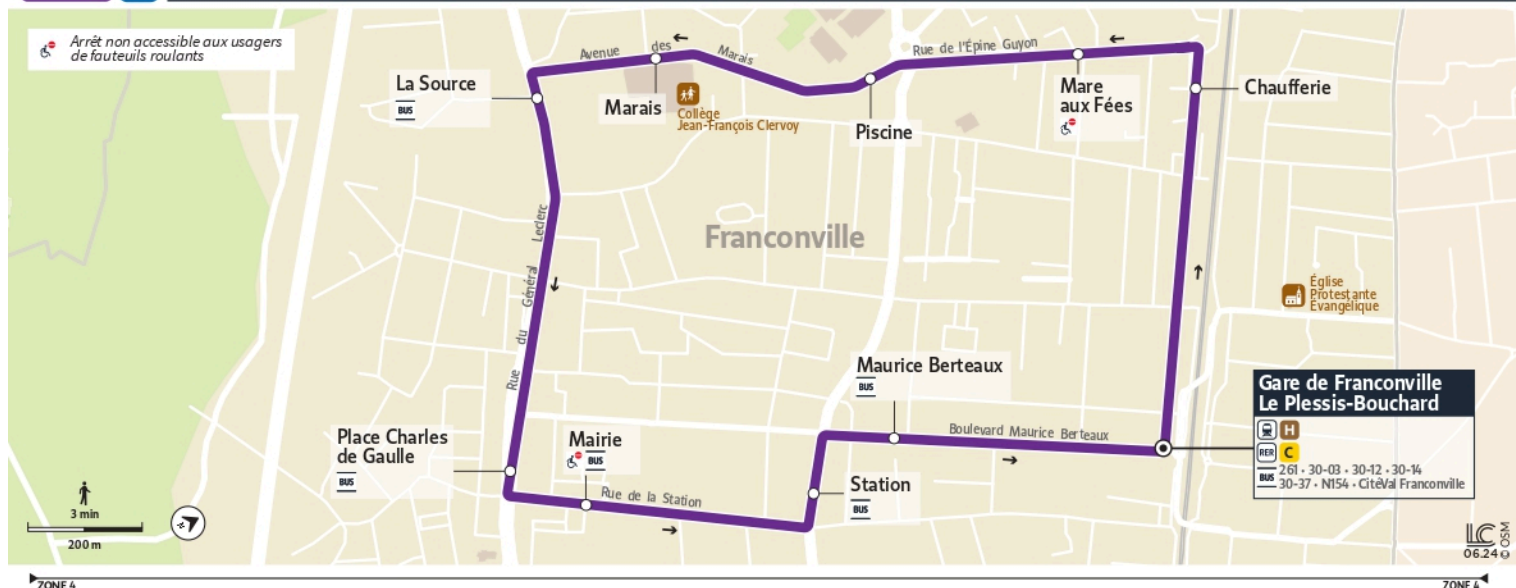 Arrêt non accessible aux usagers
de fauteuils roulants
La Source
BUS
Avenue des Marais
Marais
Collège
Jean-François Clervoy
Piscine
Rue de l'Épine Guyon
Mare
aux Fées
Chaufferie
Franconville
Rue du Général Leclerc
Église
Protestante
Évangélique
Maurice Berteaux
BUS
Boulevard Maurice Berteaux
Gare de Franconville
Le Plessis-Bouchard
H
RER C
BUS 261 • 30-03 • 30-12 • 30-14
30-37 • N154 • CitéVal Franconville
Place Charles
de Gaulle
BUS
Mairie
BUS
Rue de la Station
Station
BUS
3 min
200 m
LC
06.24 © OSM
ZONE 4
ZONE 4